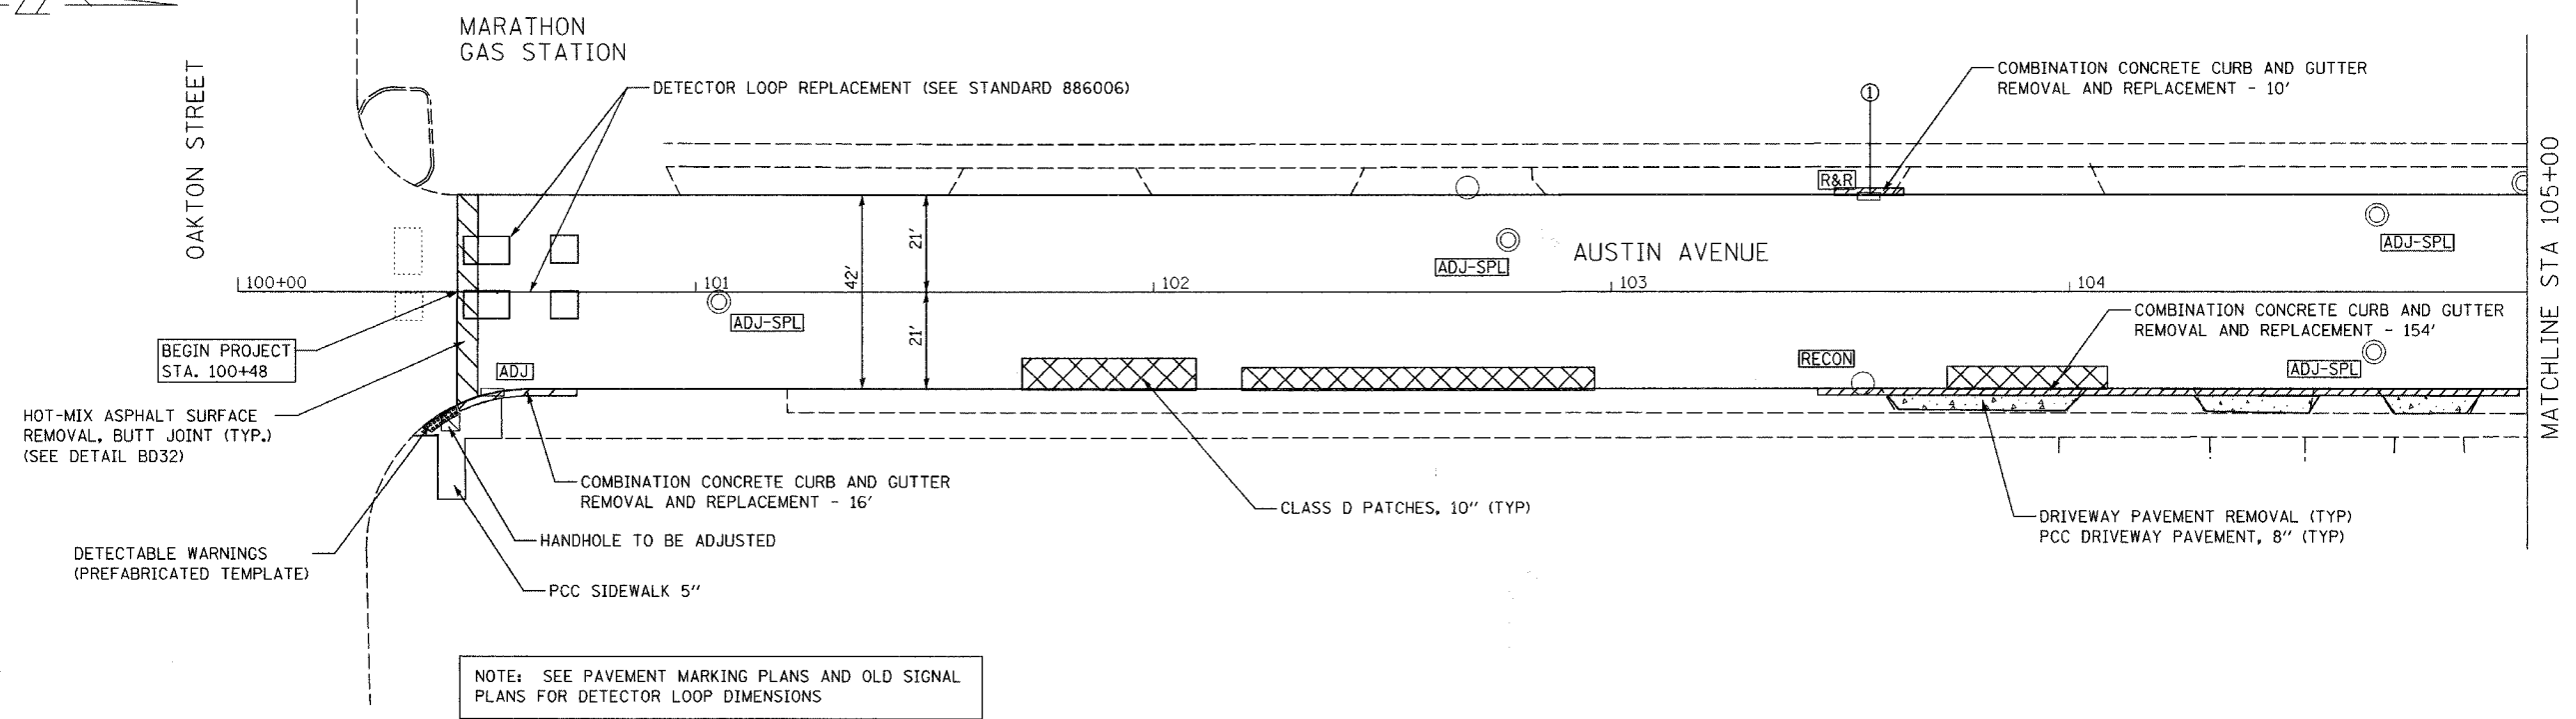 MARATHON
GAS STATION
OAKTON STREET
DETECTOR LOOP REPLACEMENT (SEE STANDARD 886006)
COMBINATION CONCRETE CURB AND GUTTER
REMOVAL AND REPLACEMENT - 10'
1
R&R
ADJ-SPL
ADJ-SPL
AUSTIN AVENUE
21'
42'
21'
100+00
101
102
103
104
ADJ-SPL
MATCHLINE STA 105+00
COMBINATION CONCRETE CURB AND GUTTER
REMOVAL AND REPLACEMENT - 154'
BEGIN PROJECT
STA. 100+48
ADJ
RECON
ADJ-SPL
HOT-MIX ASPHALT SURFACE
REMOVAL, BUTT JOINT (TYP.)
(SEE DETAIL BD32)
COMBINATION CONCRETE CURB AND GUTTER
REMOVAL AND REPLACEMENT - 16'
CLASS D PATCHES, 10" (TYP)
DRIVEWAY PAVEMENT REMOVAL (TYP)
PCC DRIVEWAY PAVEMENT, 8" (TYP)
HANDHOLE TO BE ADJUSTED
DETECTABLE WARNINGS
(PREFABRICATED TEMPLATE)
PCC SIDEWALK 5"
NOTE: SEE PAVEMENT MARKING PLANS AND OLD SIGNAL
PLANS FOR DETECTOR LOOP DIMENSIONS